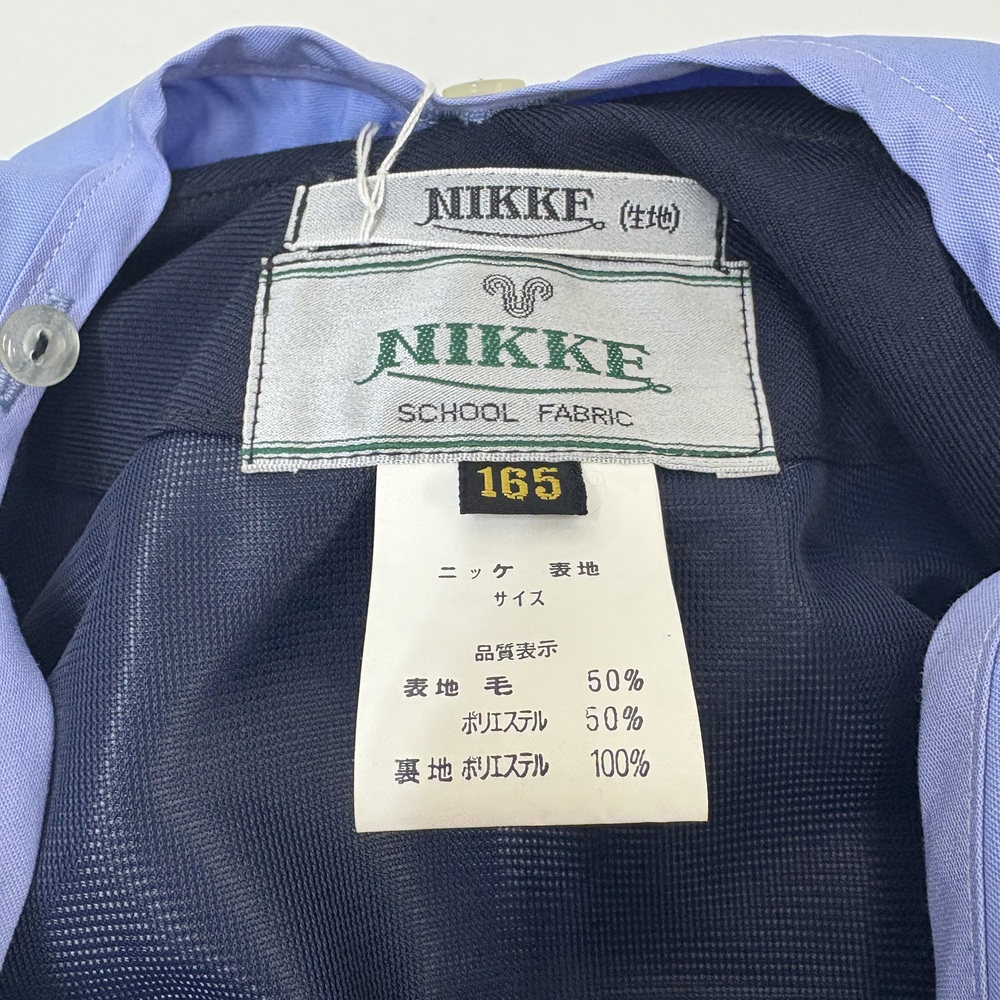 NIKKE (生地)
NIKKE
SCHOOL FABRIC
165
ニッケ 表地
サイズ
品質表示
表地 毛 50%
ポリエステル 50%
裏地 ポリエステル 100%